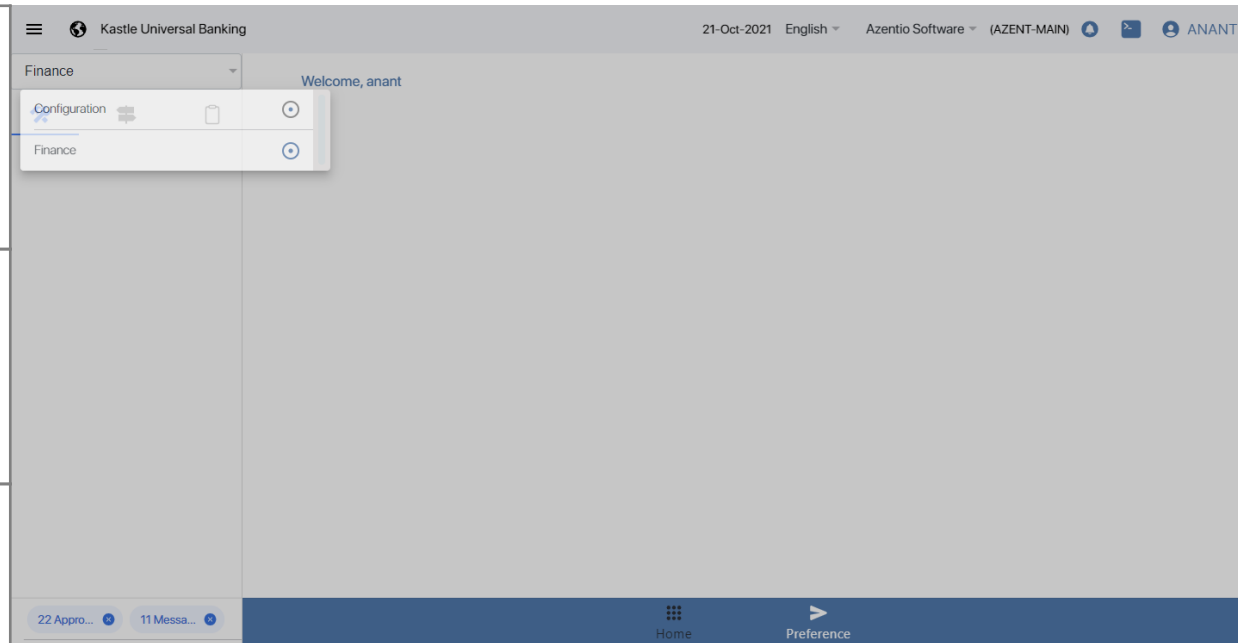 Kastle Universal Banking
21-Oct-2021 English Azentio Software (AZENT-MAIN) ANANT
Finance
Welcome, anant
Configuration
Finance
22 Appro... 11 Messa...
Home Preference